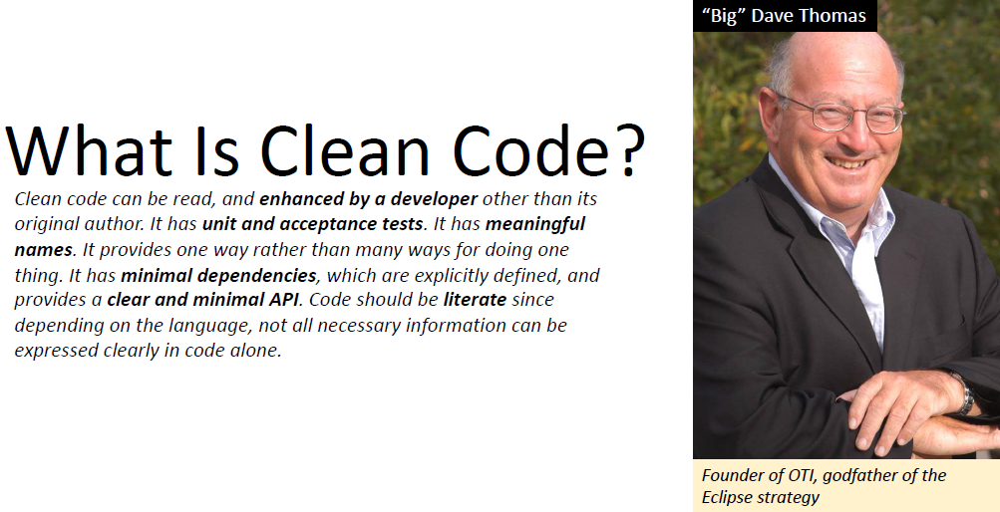 “Big” Dave Thomas
What Is Clean Code?
Clean code can be read, and enhanced by a developer other than its
original author. It has unit and acceptance tests. It has meaningful
names. It provides one way rather than many ways for doing one
thing. It has minimal dependencies, which are explicitly defined, and
provides a clear and minimal API. Code should be literate since
depending on the language, not all necessary information can be
expressed clearly in code alone.
Founder of OTI, godfather of the
Eclipse strategy